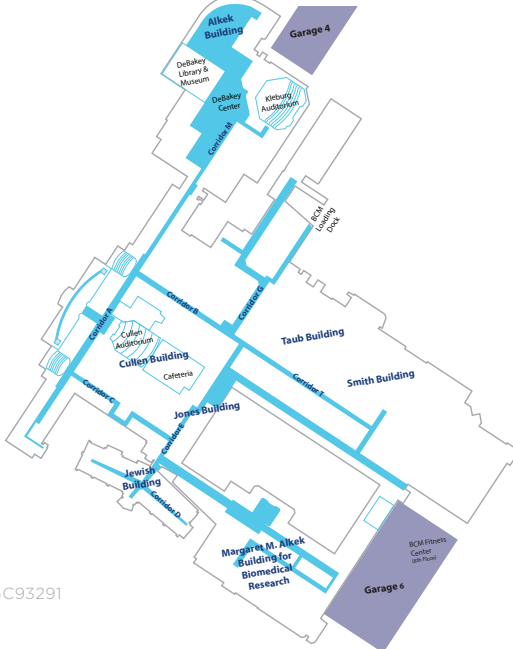 Alkek
Building
Garage 4
DeBakey
Library &
Museum
DeBakey
Center
Kleburg
Auditorium
Corridor M
BCM
Loading
Dock
Corridor B
Corridor G
Corridor A
Cullen
Auditorium
Cullen Building
Cafeteria
Taub Building
Smith Building
Corridor T
Corridor C
Jones Building
Corridor E
Jewish
Building
Corridor D
Margaret M. Alkek
Building for
Biomedical
Research
BCM Fitness
Center
(6th Floor)
Garage 6
C93291